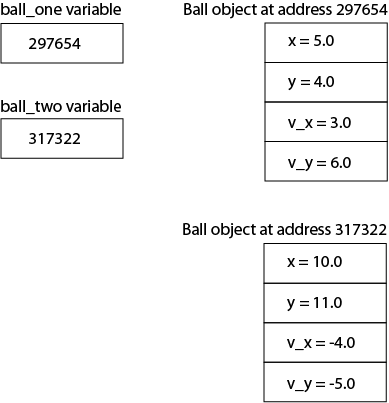 ball_one variable
297654
ball_two variable
317322
Ball object at address 297654
x = 5.0
y = 4.0
v_x = 3.0
v_y = 6.0
Ball object at address 317322
x = 10.0
y = 11.0
v_x = -4.0
v_y = -5.0